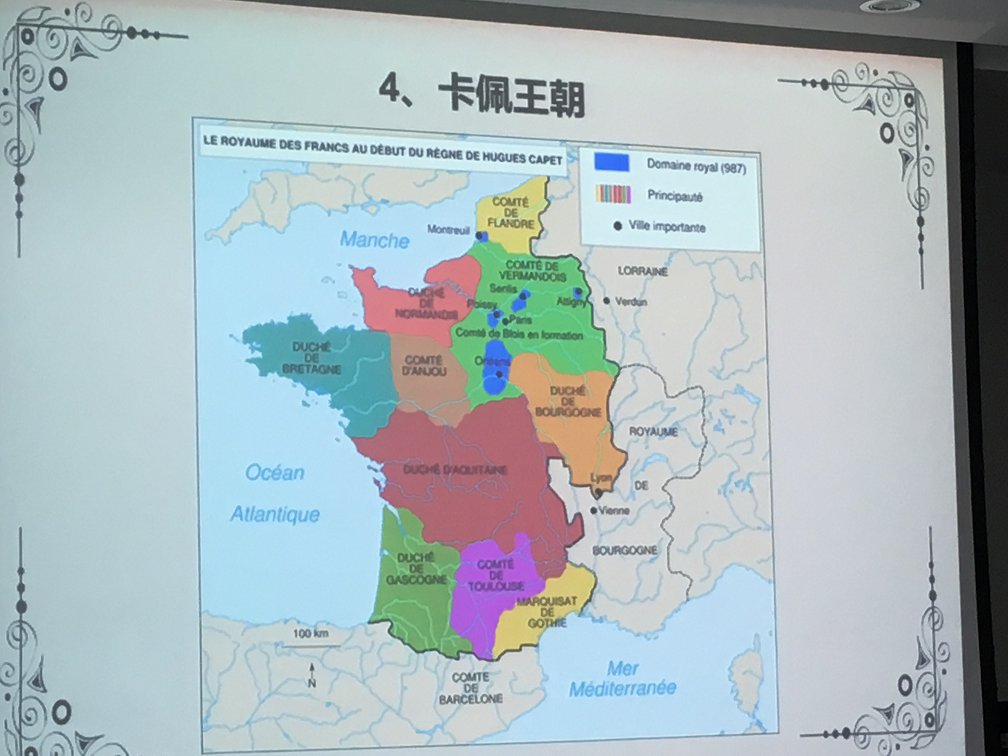 4、卡佩王朝
LE ROYAUME DES FRANCS AU DÉBUT DU RÈGNE DE HUGUES CAPET
Domaine royal (987)
Principauté
Ville importante
COMTÉ
DE
FLANDRE
Montreuil
Manche
COMTÉ DE
VERMANDOIS
LORRAINE
Senlis
Attigny
Verdun
DUCHÉ
DE
NORMANDIE
Poissy
Paris
Comté de Blois en formation
DUCHÉ
DE
BRETAGNE
COMTÉ
D'ANJOU
Orléans
DUCHÉ
DE
BOURGOGNE
ROYAUME
DE
BOURGOGNE
Océan
Atlantique
DUCHÉ D'AQUITAINE
Lyon
Vienne
DUCHÉ
DE
GASCOGNE
COMTÉ
DE
TOULOUSE
MARQUISAT
DE
GOTHIE
100 km
N
COMTE
DE
BARCELONE
Mer
Méditerranée